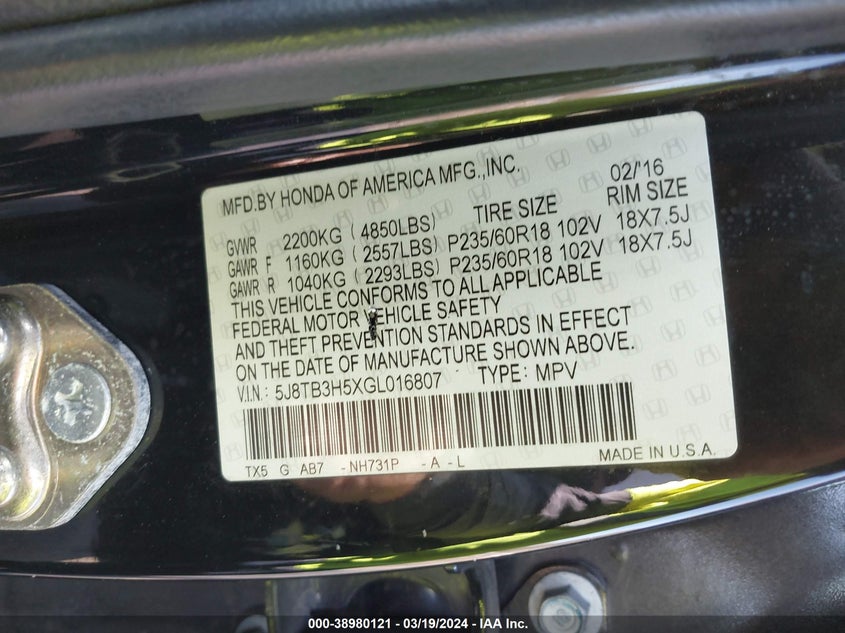 MFD.BY HONDA OF AMERICA MFG.,INC. 02/'16
TIRE SIZE RIM SIZE
GVWR 2200KG (4850LBS)
GAWR F 1160KG (2557LBS) P235/60R18 102V 18X7.5J
GAWR R 1040KG (2293LBS) P235/60R18 102V 18X7.5J
THIS VEHICLE CONFORMS TO ALL APPLICABLE
FEDERAL MOTOR VEHICLE SAFETY
AND THEFT PREVENTION STANDARDS IN EFFECT
ON THE DATE OF MANUFACTURE SHOWN ABOVE.
V.I.N.: 5J8TB3H5XGL016807 TYPE: MPV
TX5 G AB7 -NH731P -A -L MADE IN U.S.A.
000-38980121 - 03/19/2024 - IAA Inc.